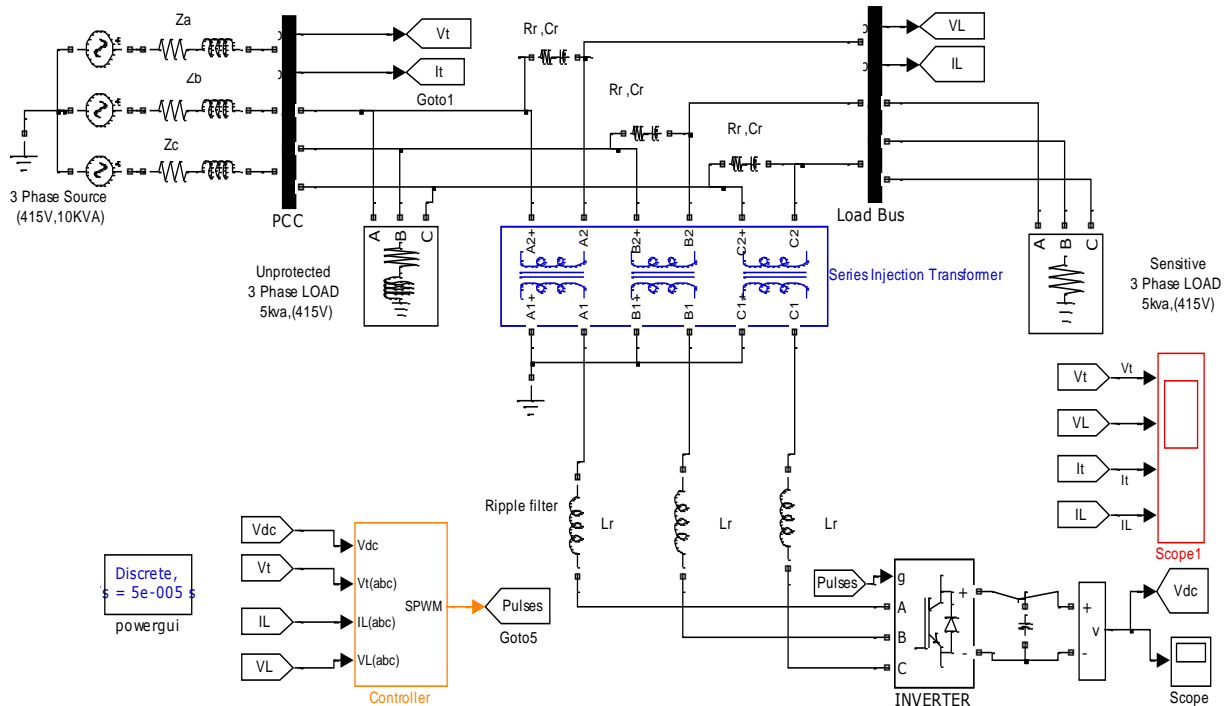 Za
Zb
Zc
3 Phase Source
(415V,10KVA)
Vt
It
Goto1
PCC
A B C
Unprotected
3 Phase LOAD
5kva,(415V)
Rr ,Cr
Rr ,Cr
Rr ,Cr
VL
IL
Load Bus
A B C
Sensitive
3 Phase LOAD
5kva,(415V)
A2+ A2 B2+ B2 C2+ C2
A1+ A1 B1+ B1 C1+ C1
Series Injection Transformer
Ripple filter
Lr
Lr
Lr
Vt Vt
VL
It It
IL IL
Scope1
Discrete,
s = 5e-005 s
powergui
Vdc
Vt
IL
VL
Vdc
Vt(abc)
IL(abc)
VL(abc)
SPWM
Controller
Pulses
Goto5
Pulses
g
A
B
C
+
-
INVERTER
+
-
v
Vdc
Scope